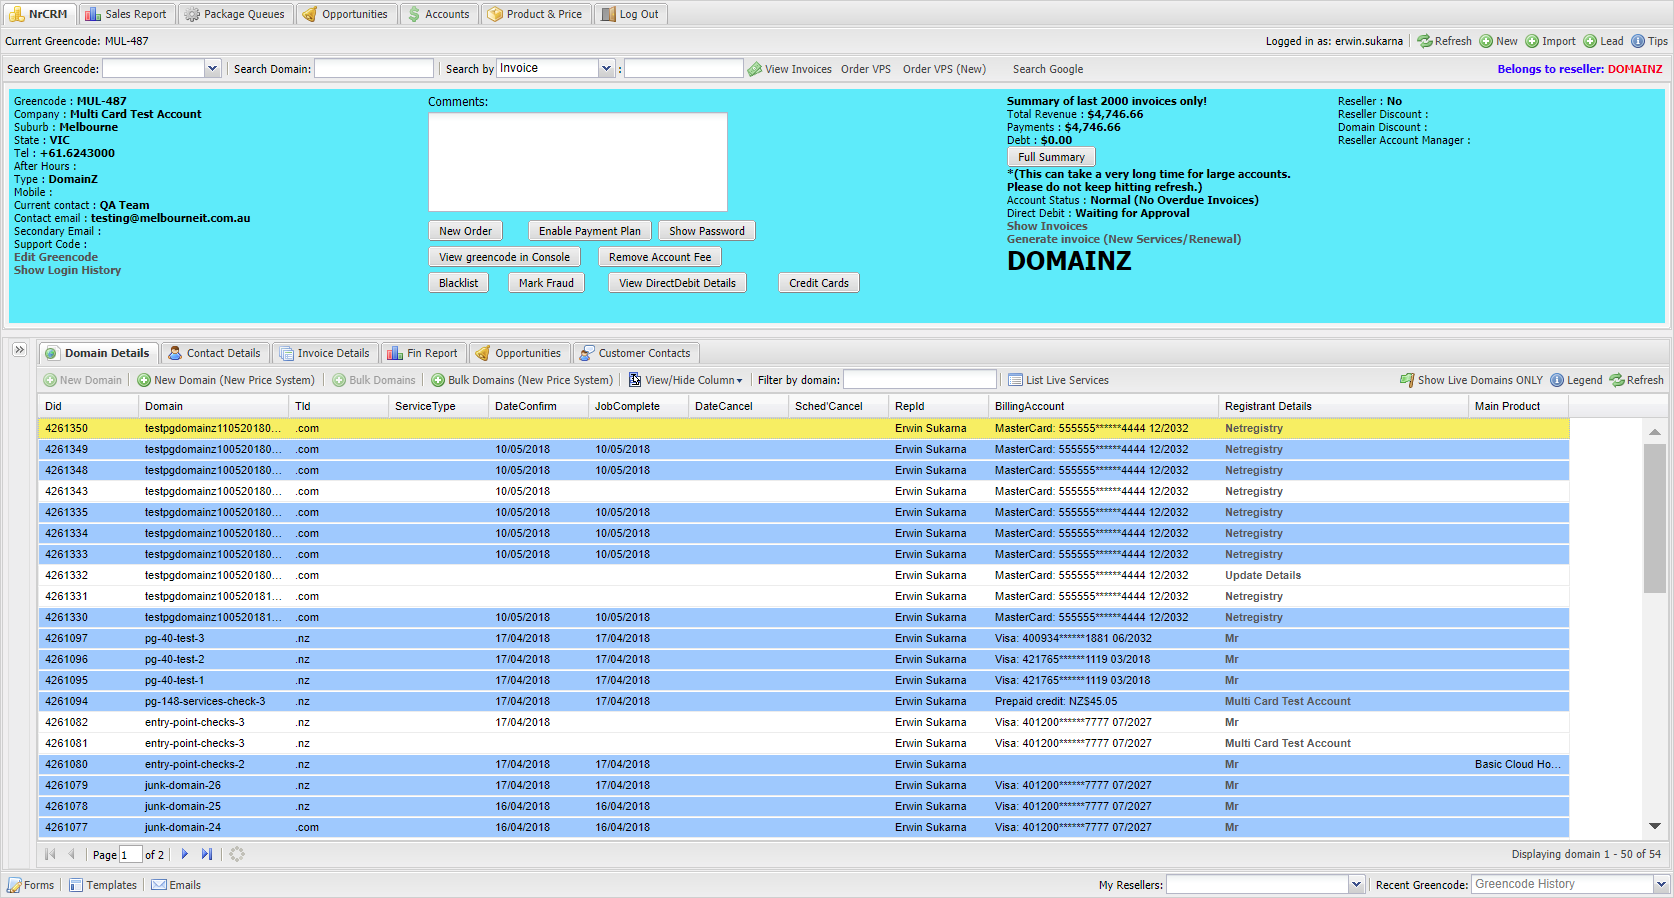 NrCRM Sales Report Package Queues Opportunities Accounts Product & Price Log Out
Current Greencode: MUL-487 Logged in as: erwin.sukarna Refresh New Import Lead Tips
Search Greencode: Search Domain: Search by Invoice : View Invoices Order VPS Order VPS (New) Search Google Belongs to reseller: DOMAINZ
Greencode : MUL-487
Company : Multi Card Test Account
Suburb : Melbourne
State : VIC
Tel : +61.6243000
After Hours :
Type : DomainZ
Mobile :
Current contact : QA Team
Contact email : testing@melbourneit.com.au
Secondary Email :
Support Code :
Edit Greencode
Show Login History
Comments:
New Order Enable Payment Plan Show Password
View greencode in Console Remove Account Fee
Blacklist Mark Fraud View DirectDebit Details Credit Cards
Summary of last 2000 invoices only!
Total Revenue : $4,746.66
Payments : $4,746.66
Debt : $0.00
Full Summary
*(This can take a very long time for large accounts.
Please do not keep hitting refresh.)
Account Status : Normal (No Overdue Invoices)
Direct Debit : Waiting for Approval
Show Invoices
Generate invoice (New Services/Renewal)
DOMAINZ
Reseller : No
Reseller Discount :
Domain Discount :
Reseller Account Manager :
Domain Details Contact Details Invoice Details Fin Report Opportunities Customer Contacts
New Domain New Domain (New Price System) Bulk Domains Bulk Domains (New Price System) View/Hide Column Filter by domain: List Live Services Show Live Domains ONLY Legend Refresh
Did Domain Tld ServiceType DateConfirm JobComplete DateCancel Sched'Cancel RepId BillingAccount Registrant Details Main Product
4261350 testpgdomainz110520180... .com Erwin Sukarna MasterCard: 555555******4444 12/2032 Netregistry
4261349 testpgdomainz100520180... .com 10/05/2018 10/05/2018 Erwin Sukarna MasterCard: 555555******4444 12/2032 Netregistry
4261348 testpgdomainz100520180... .com 10/05/2018 10/05/2018 Erwin Sukarna MasterCard: 555555******4444 12/2032 Netregistry
4261343 testpgdomainz100520180... .com 10/05/2018 Erwin Sukarna MasterCard: 555555******4444 12/2032 Netregistry
4261335 testpgdomainz100520180... .com 10/05/2018 10/05/2018 Erwin Sukarna MasterCard: 555555******4444 12/2032 Netregistry
4261334 testpgdomainz100520180... .com 10/05/2018 10/05/2018 Erwin Sukarna MasterCard: 555555******4444 12/2032 Netregistry
4261333 testpgdomainz100520180... .com 10/05/2018 10/05/2018 Erwin Sukarna MasterCard: 555555******4444 12/2032 Netregistry
4261332 testpgdomainz100520180... .com Erwin Sukarna MasterCard: 555555******4444 12/2032 Update Details
4261331 testpgdomainz100520181... .com Erwin Sukarna MasterCard: 555555******4444 12/2032 Netregistry
4261330 testpgdomainz100520181... .com 10/05/2018 10/05/2018 Erwin Sukarna MasterCard: 555555******4444 12/2032 Netregistry
4261097 pg-40-test-3 .nz 17/04/2018 17/04/2018 Erwin Sukarna Visa: 400934******1881 06/2032 Mr
4261096 pg-40-test-2 .nz 17/04/2018 17/04/2018 Erwin Sukarna Visa: 421765******1119 03/2018 Mr
4261095 pg-40-test-1 .nz 17/04/2018 17/04/2018 Erwin Sukarna Visa: 421765******1119 03/2018 Mr
4261094 pg-148-services-check-3 .nz 17/04/2018 17/04/2018 Erwin Sukarna Prepaid credit: NZ$45.05 Multi Card Test Account
4261082 entry-point-checks-3 .nz 17/04/2018 Erwin Sukarna Visa: 401200******7777 07/2027 Mr
4261081 entry-point-checks-3 .nz Erwin Sukarna Visa: 401200******7777 07/2027 Multi Card Test Account
4261080 entry-point-checks-2 .nz 17/04/2018 17/04/2018 Erwin Sukarna Mr Basic Cloud Ho...
4261079 junk-domain-26 .nz 17/04/2018 17/04/2018 Erwin Sukarna Visa: 401200******7777 07/2027 Mr
4261078 junk-domain-25 .nz 16/04/2018 16/04/2018 Erwin Sukarna Visa: 401200******7777 07/2027 Mr
4261077 junk-domain-24 .com 16/04/2018 16/04/2018 Erwin Sukarna Visa: 401200******7777 07/2027 Mr
Page 1 of 2 Displaying domain 1 - 50 of 54
Forms Templates Emails My Resellers: Recent Greencode: Greencode History